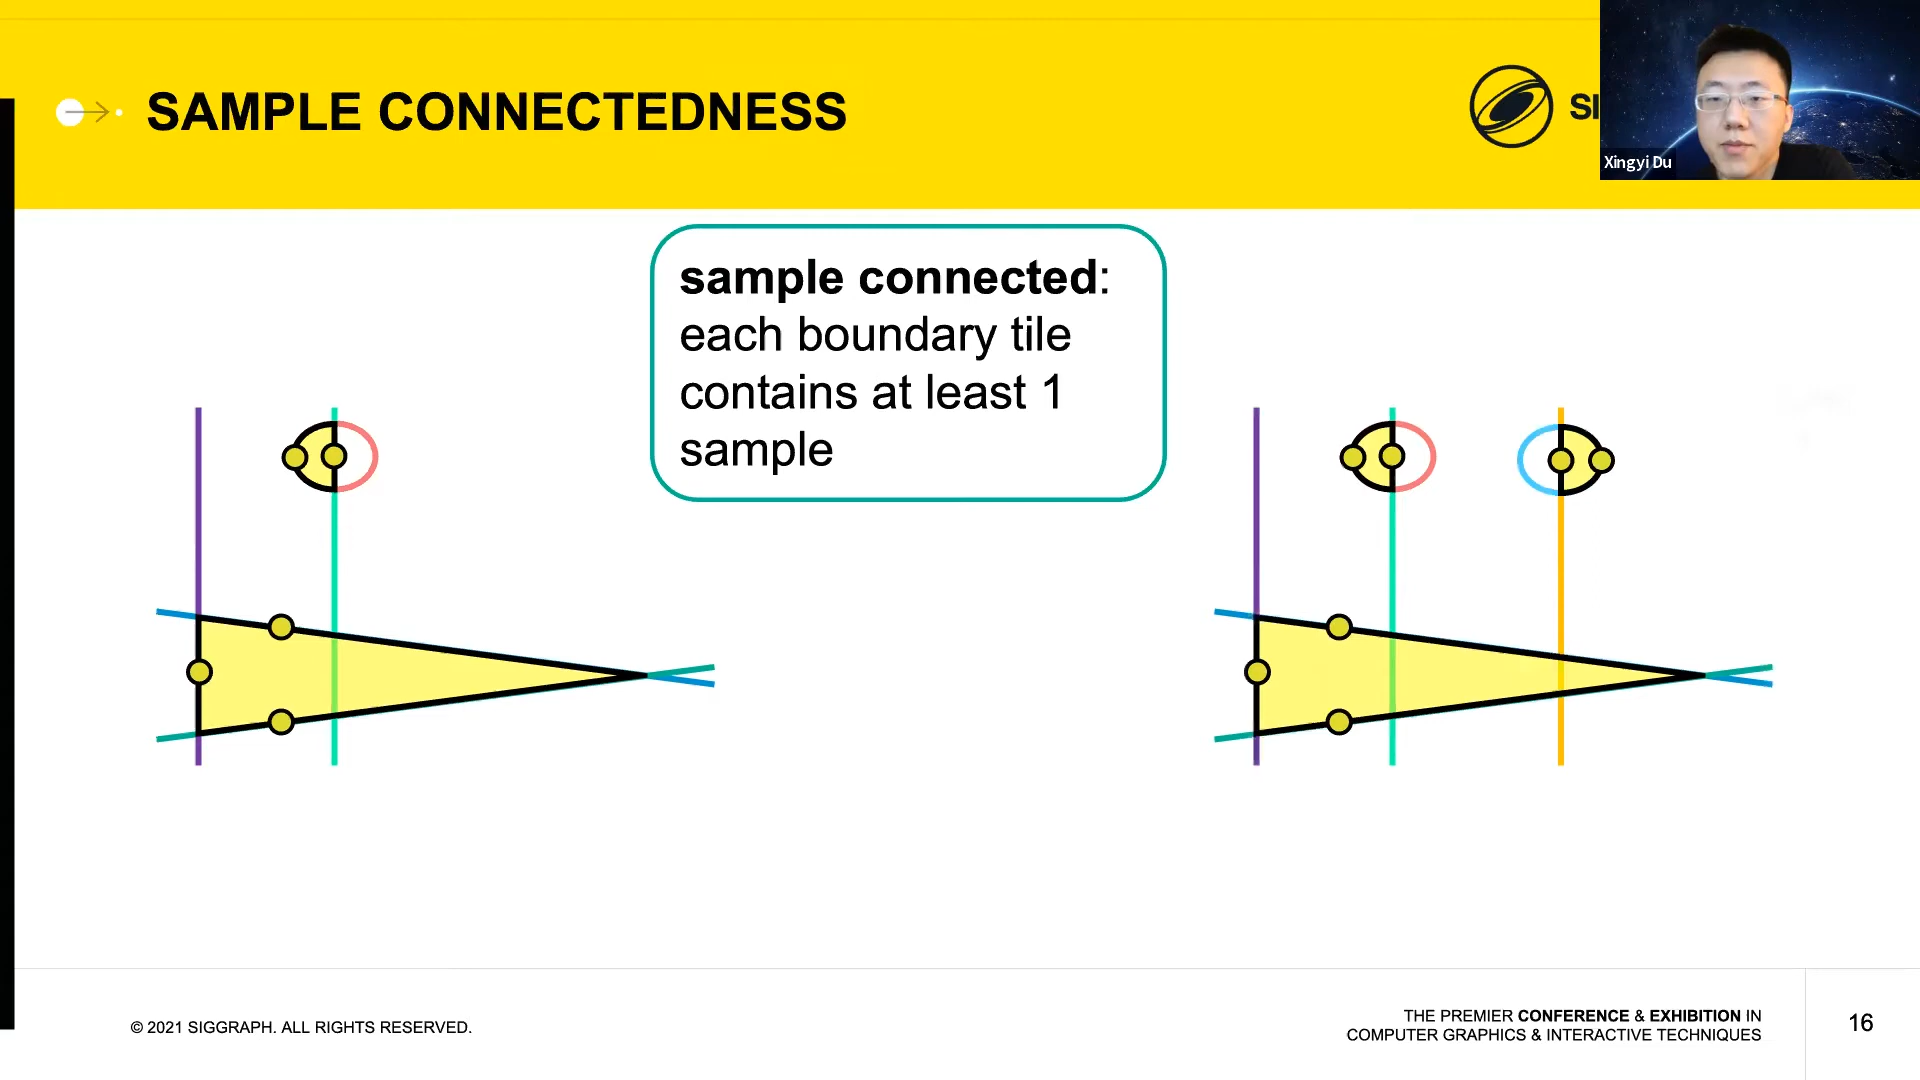 SAMPLE CONNECTEDNESS
SI
Xingyi Du
sample connected:
each boundary tile
contains at least 1
sample
© 2021 SIGGRAPH. ALL RIGHTS RESERVED.
THE PREMIER CONFERENCE & EXHIBITION IN
COMPUTER GRAPHICS & INTERACTIVE TECHNIQUES
16